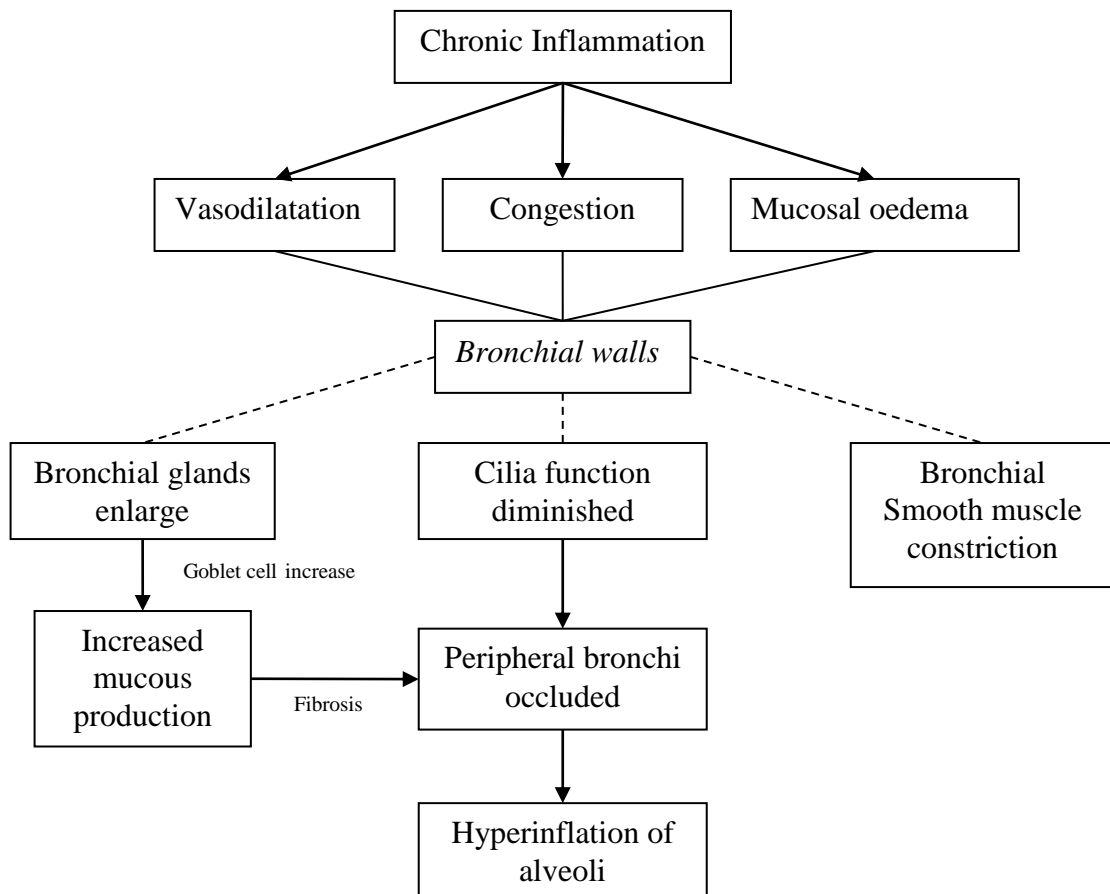 Chronic Inflammation
Vasodilatation
Congestion
Mucosal oedema
Bronchial walls
Bronchial glands
enlarge
Cilia function
diminished
Bronchial
Smooth muscle
constriction
Goblet cell increase
Increased
mucous
production
Fibrosis
Peripheral bronchi
occluded
Hyperinflation of
alveoli